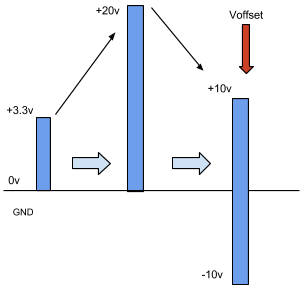 +20v
Voffset
+10v
+3.3v
0v
GND
-10v